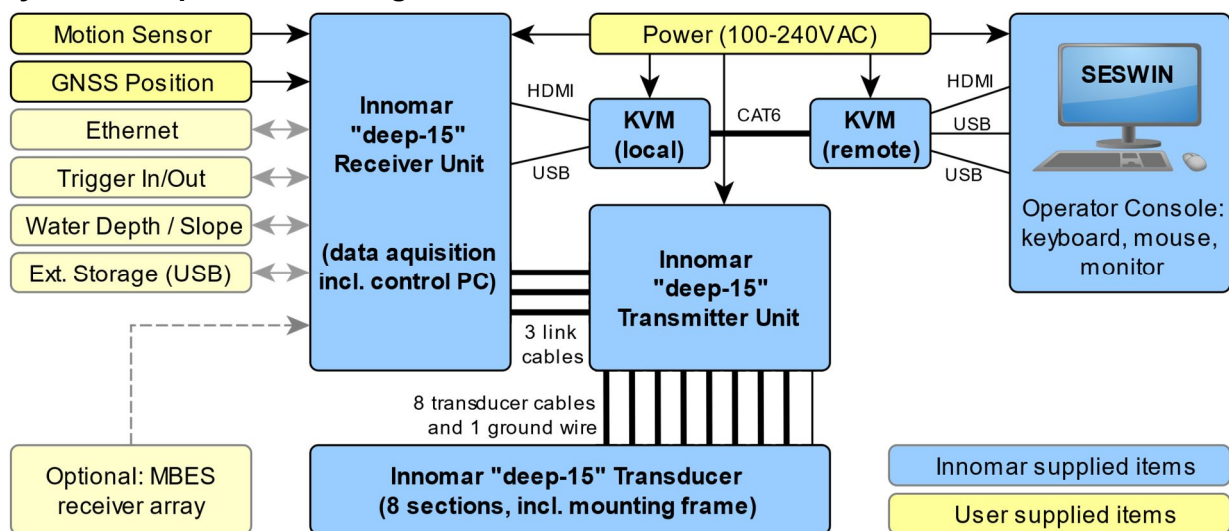 Motion Sensor
GNSS Position
Ethernet
Trigger In/Out
Water Depth / Slope
Ext. Storage (USB)
Optional: MBES
receiver array
Innomar
"deep-15"
Receiver Unit
(data aquisition
incl. control PC)
HDMI
USB
Power (100-240VAC)
KVM
(local)
CAT6
KVM
(remote)
HDMI
USB
USB
SESWIN
Operator Console:
keyboard, mouse,
monitor
Innomar
"deep-15"
Transmitter Unit
3 link
cables
8 transducer cables
and 1 ground wire
Innomar "deep-15" Transducer
(8 sections, incl. mounting frame)
Innomar supplied items
User supplied items